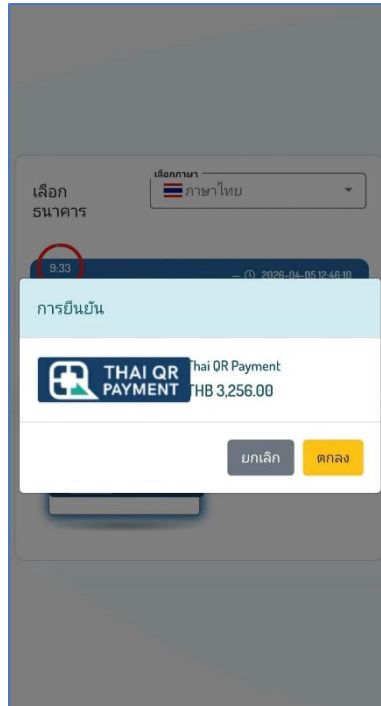 เลือกภาษา
ภาษาไทย
เลือก
ธนาคาร
9:33
2026-04-05 12:46:10
การยืนยัน
THAI QR
PAYMENT
Thai QR Payment
THB 3,256.00
ยกเลิก
ตกลง